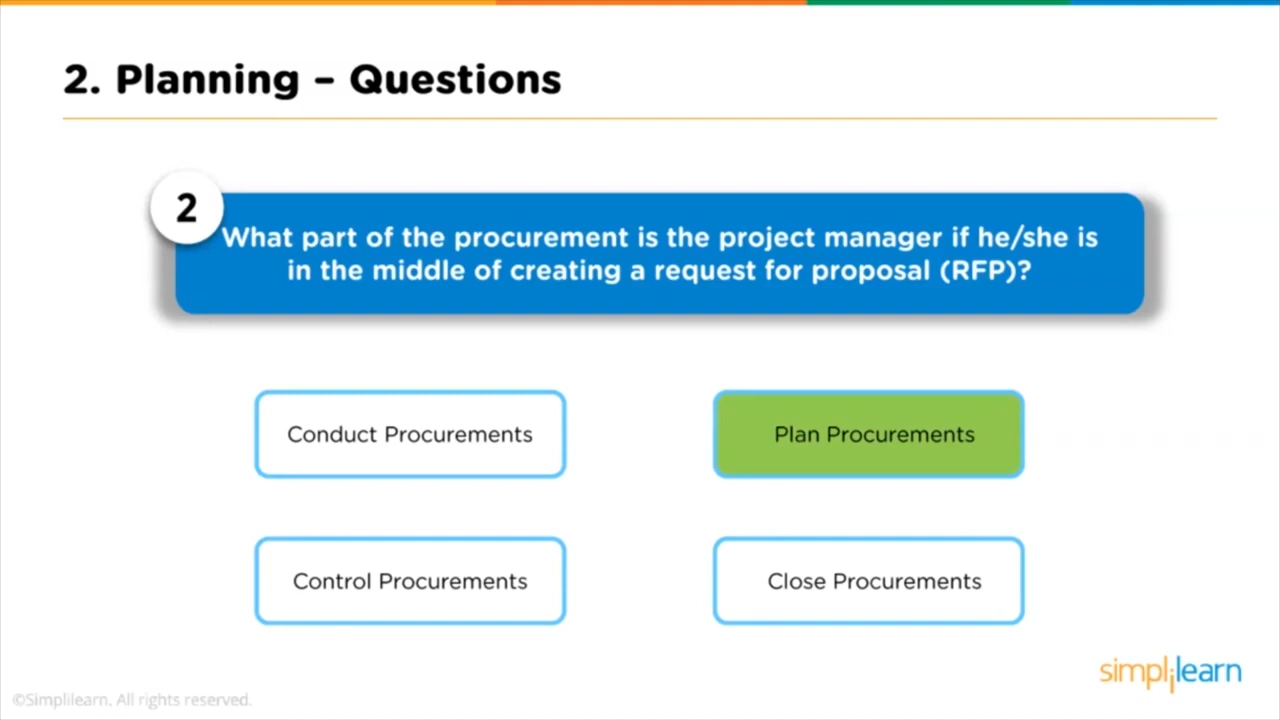 2. Planning – Questions
2
What part of the procurement is the project manager if he/she is
in the middle of creating a request for proposal (RFP)?
Conduct Procurements
Plan Procurements
Control Procurements
Close Procurements
simplilearn
©Simplilearn. All rights reserved.